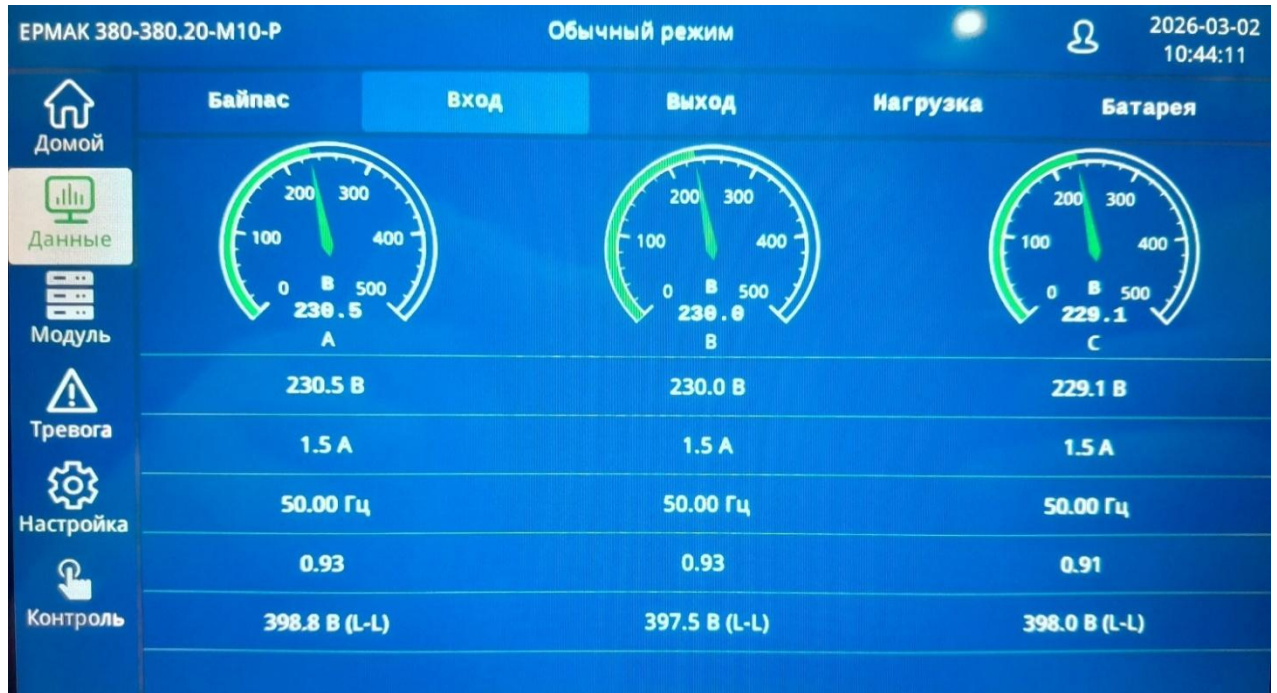 ЕРМАК 380-380.20-М10-Р
Обычный режим
2026-03-02
10:44:11
Домой
Данные
Модуль
Тревога
Настройка
Контроль
Байпас Вход Выход Нагрузка Батарея
200 300
100 400
0 В 500
230.5
A
200 300
100 400
0 В 500
230.0
B
200 300
100 400
0 В 500
229.1
C
230.5 В 230.0 В 229.1 В
1.5 А 1.5 А 1.5 А
50.00 Гц 50.00 Гц 50.00 Гц
0.93 0.93 0.91
398.8 В (L-L) 397.5 В (L-L) 398.0 В (L-L)